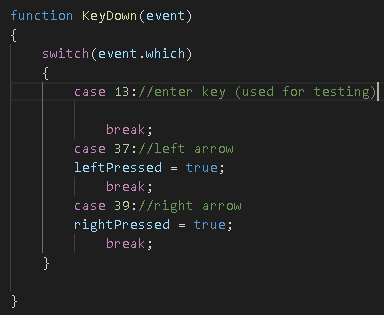 function KeyDown(event)
{
    switch(event.which)
    {
        case 13://enter key (used for testing)
            break;
        case 37://left arrow
        leftPressed = true;
            break;
        case 39://right arrow
        rightPressed = true;
            break;
    }
}